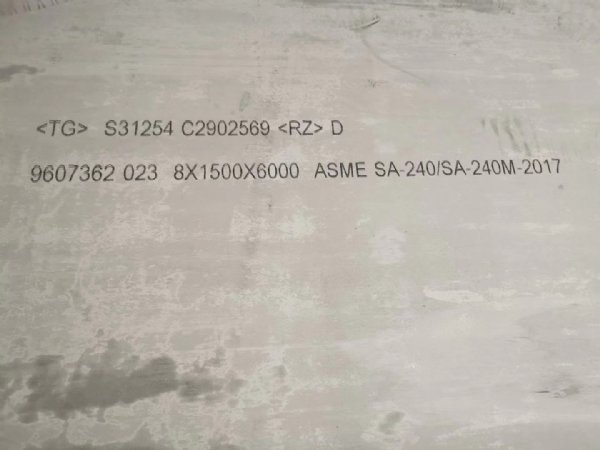 <TG> S31254 C2902569 <RZ> D
9607362 023 8X1500X6000 ASME SA-240/SA-240M-2017